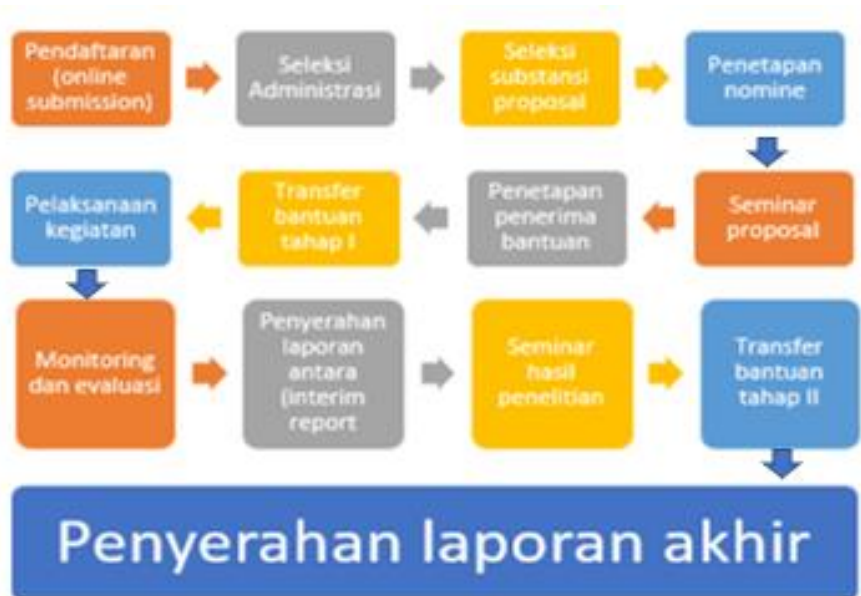 Pendaftaran
(online
submission)
Seleksi
Administrasi
Seleksi
substansi
proposal
Penetapan
nomine
Seminar
proposal
Penetapan
penerima
bantuan
Transfer
bantuan
tahap I
Pelaksanaan
kegiatan
Monitoring
dan evaluasi
Penyerahan
laporan
antara
(interim
report
Seminar
hasil
penelitian
Transfer
bantuan
tahap II
Penyerahan laporan akhir